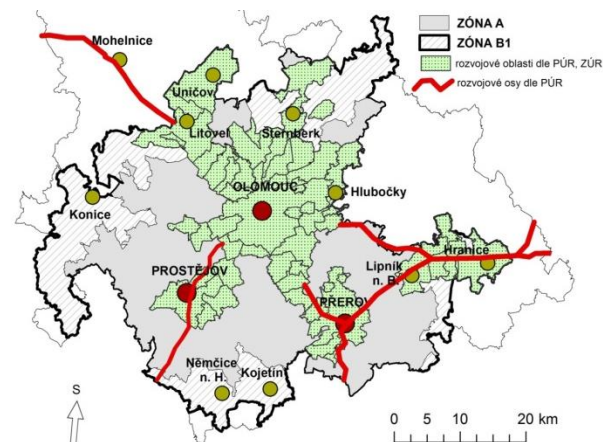 ZÓNA A
ZÓNA B1
rozvojové oblasti dle PÚR, ZÚR
rozvojové osy dle PÚR
Mohelnice
Uničov
Litovel
Šternberk
OLOMOUC
Hlubočky
Konice
Hranice
Lipník
n. B.
PROSTĚJOV
PŘEROV
Němčice
n. H.
Kojetín
S
0 5 10 20 km